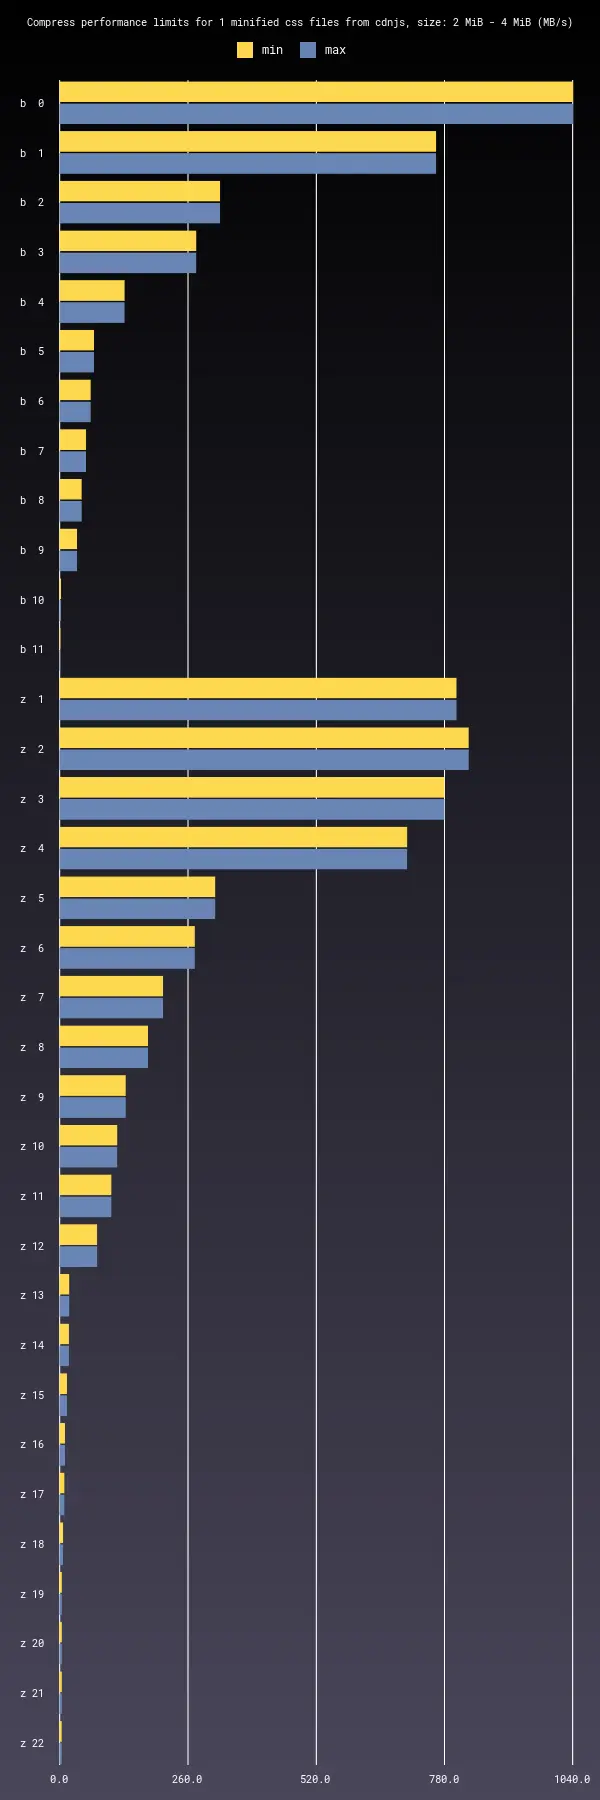 Compress performance limits for 1 minified css files from cdnjs, size: 2 MiB - 4 MiB (MB/s)
min max
b 0
b 1
b 2
b 3
b 4
b 5
b 6
b 7
b 8
b 9
b 10
b 11
z 1
z 2
z 3
z 4
z 5
z 6
z 7
z 8
z 9
z 10
z 11
z 12
z 13
z 14
z 15
z 16
z 17
z 18
z 19
z 20
z 21
z 22
0.0 260.0 520.0 780.0 1040.0